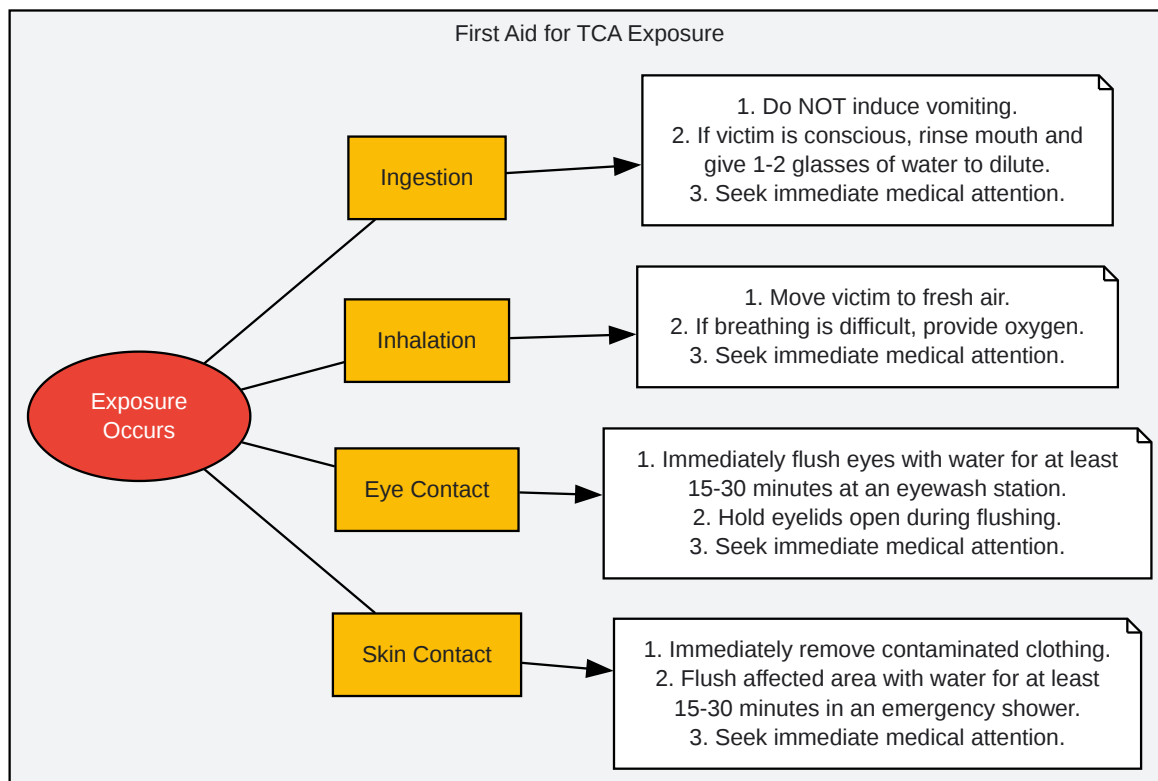 First Aid for TCA Exposure
Exposure
Occurs
Ingestion
1. Do NOT induce vomiting.
2. If victim is conscious, rinse mouth and
give 1-2 glasses of water to dilute.
3. Seek immediate medical attention.
Inhalation
1. Move victim to fresh air.
2. If breathing is difficult, provide oxygen.
3. Seek immediate medical attention.
Eye Contact
1. Immediately flush eyes with water for at least
15-30 minutes at an eyewash station.
2. Hold eyelids open during flushing.
3. Seek immediate medical attention.
Skin Contact
1. Immediately remove contaminated clothing.
2. Flush affected area with water for at least
15-30 minutes in an emergency shower.
3. Seek immediate medical attention.